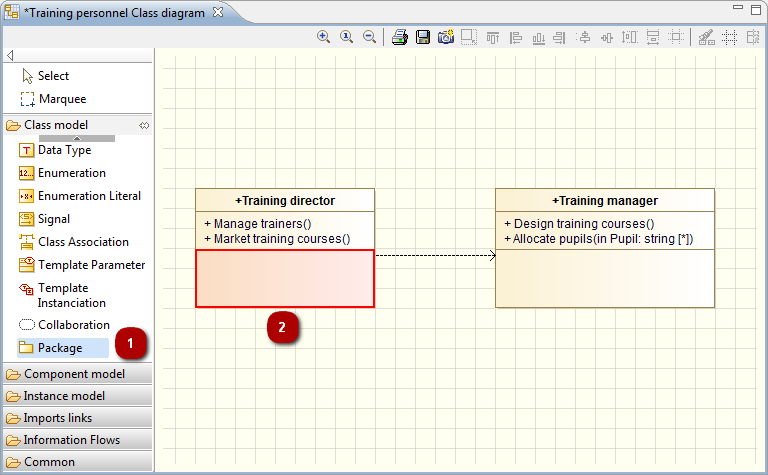 *Training personnel Class diagram
Select
Marquee
Class model
T Data Type
12... Enumeration
Enumeration Literal
S Signal
Class Association
Template Parameter
Template
Instanciation
Collaboration
Package
1
Component model
Instance model
Imports links
Information Flows
Common
1
+Training director
+ Manage trainers()
+ Market training courses()
2
+Training manager
+ Design training courses()
+ Allocate pupils(in Pupil: string [*])